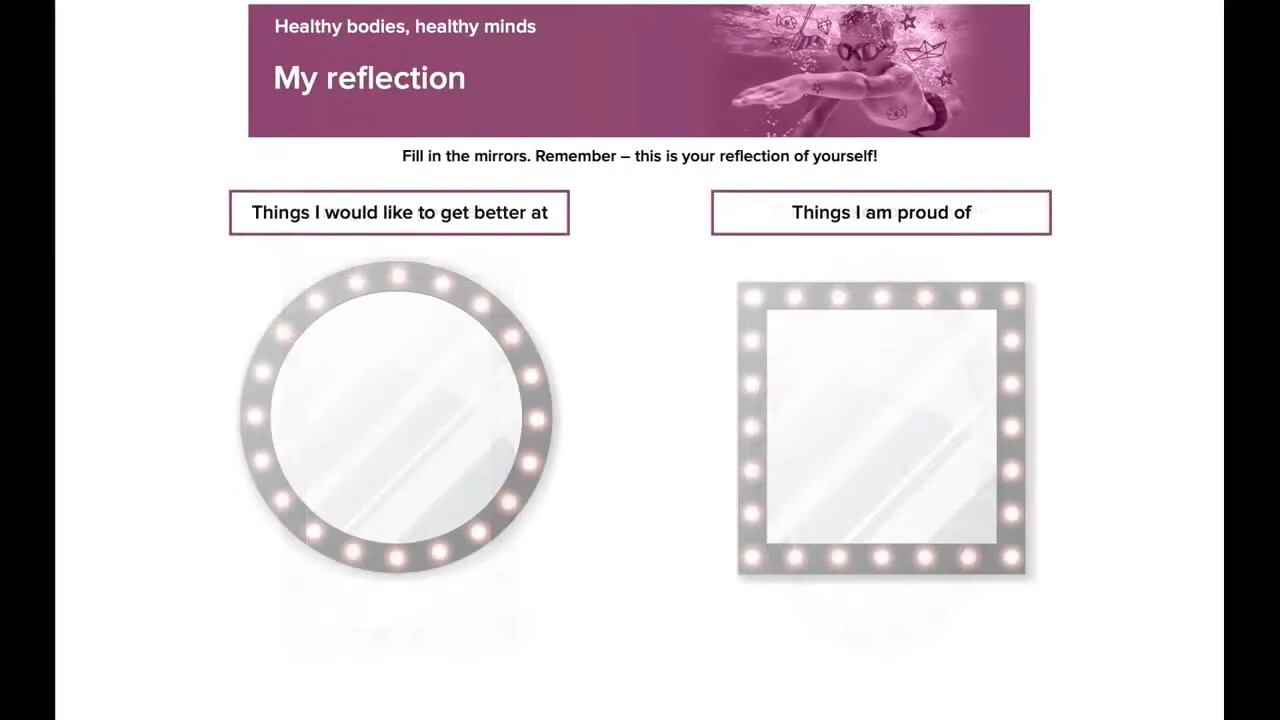 Healthy bodies, healthy minds
My reflection
Fill in the mirrors. Remember – this is your reflection of yourself!
Things I would like to get better at
Things I am proud of